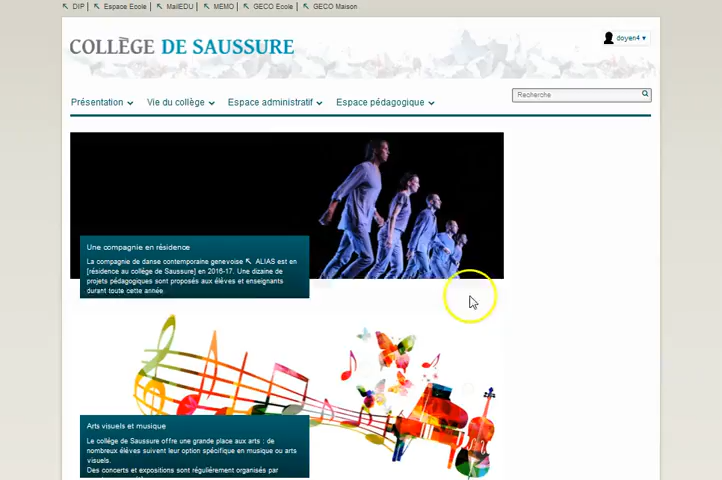 DIP Espace Ecole MailEDU MEMO GECO Ecole GECO Maison
COLLÈGE DE SAUSSURE
doyen4
Présentation Vie du collège Espace administratif Espace pédagogique
Recherche
Une compagnie en résidence
La compagnie de danse contemporaine genevoise ALIAS est en
[résidence au collège de Saussure] en 2016-17. Une dizaine de
projets pédagogiques sont proposés aux élèves et enseignants
durant toute cette année
Arts visuels et musique
Le collège de Saussure offre une grande place aux arts : de
nombreux élèves suivent leur option spécifique en musique ou arts
visuels.
Des concerts et expositions sont régulièrement organisés par